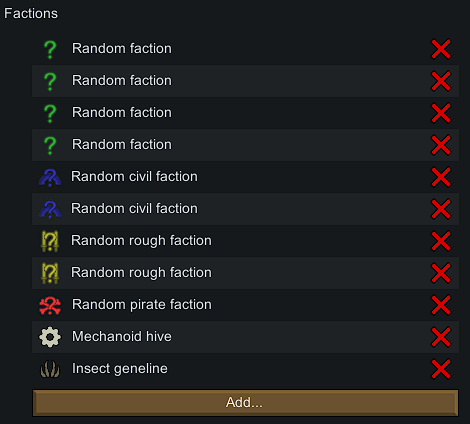 Factions
Random faction
Random faction
Random faction
Random faction
Random civil faction
Random civil faction
Random rough faction
Random rough faction
Random pirate faction
Mechanoid hive
Insect geneline
Add...